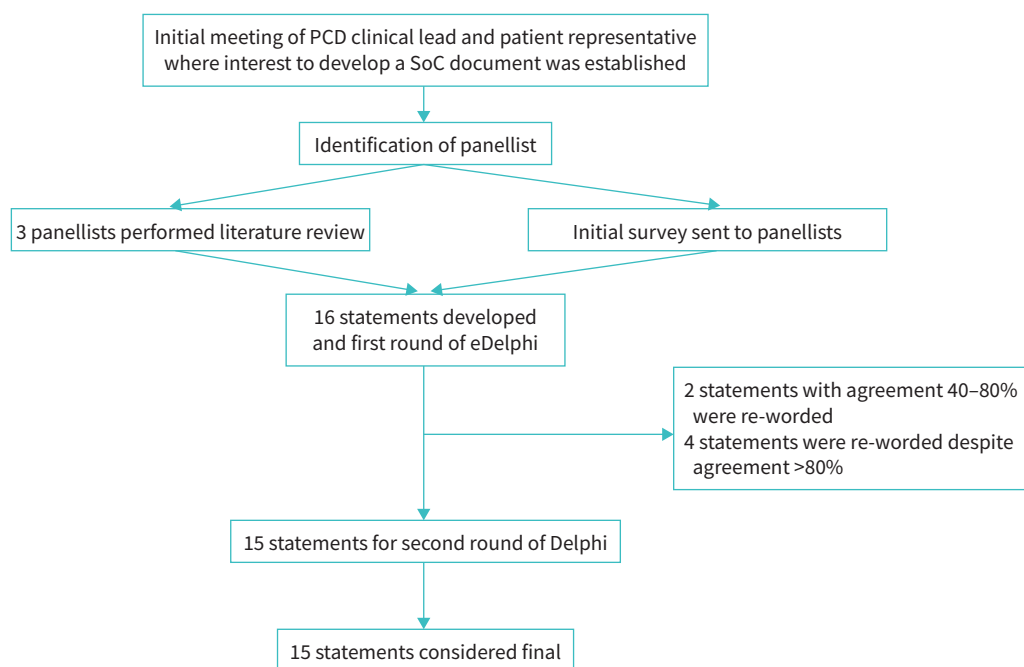 Initial meeting of PCD clinical lead and patient representative
where interest to develop a SoC document was established
Identification of panellist
3 panellists performed literature review
Initial survey sent to panellists
16 statements developed
and first round of eDelphi
2 statements with agreement 40–80%
were re-worded
4 statements were re-worded despite
agreement >80%
15 statements for second round of Delphi
15 statements considered final